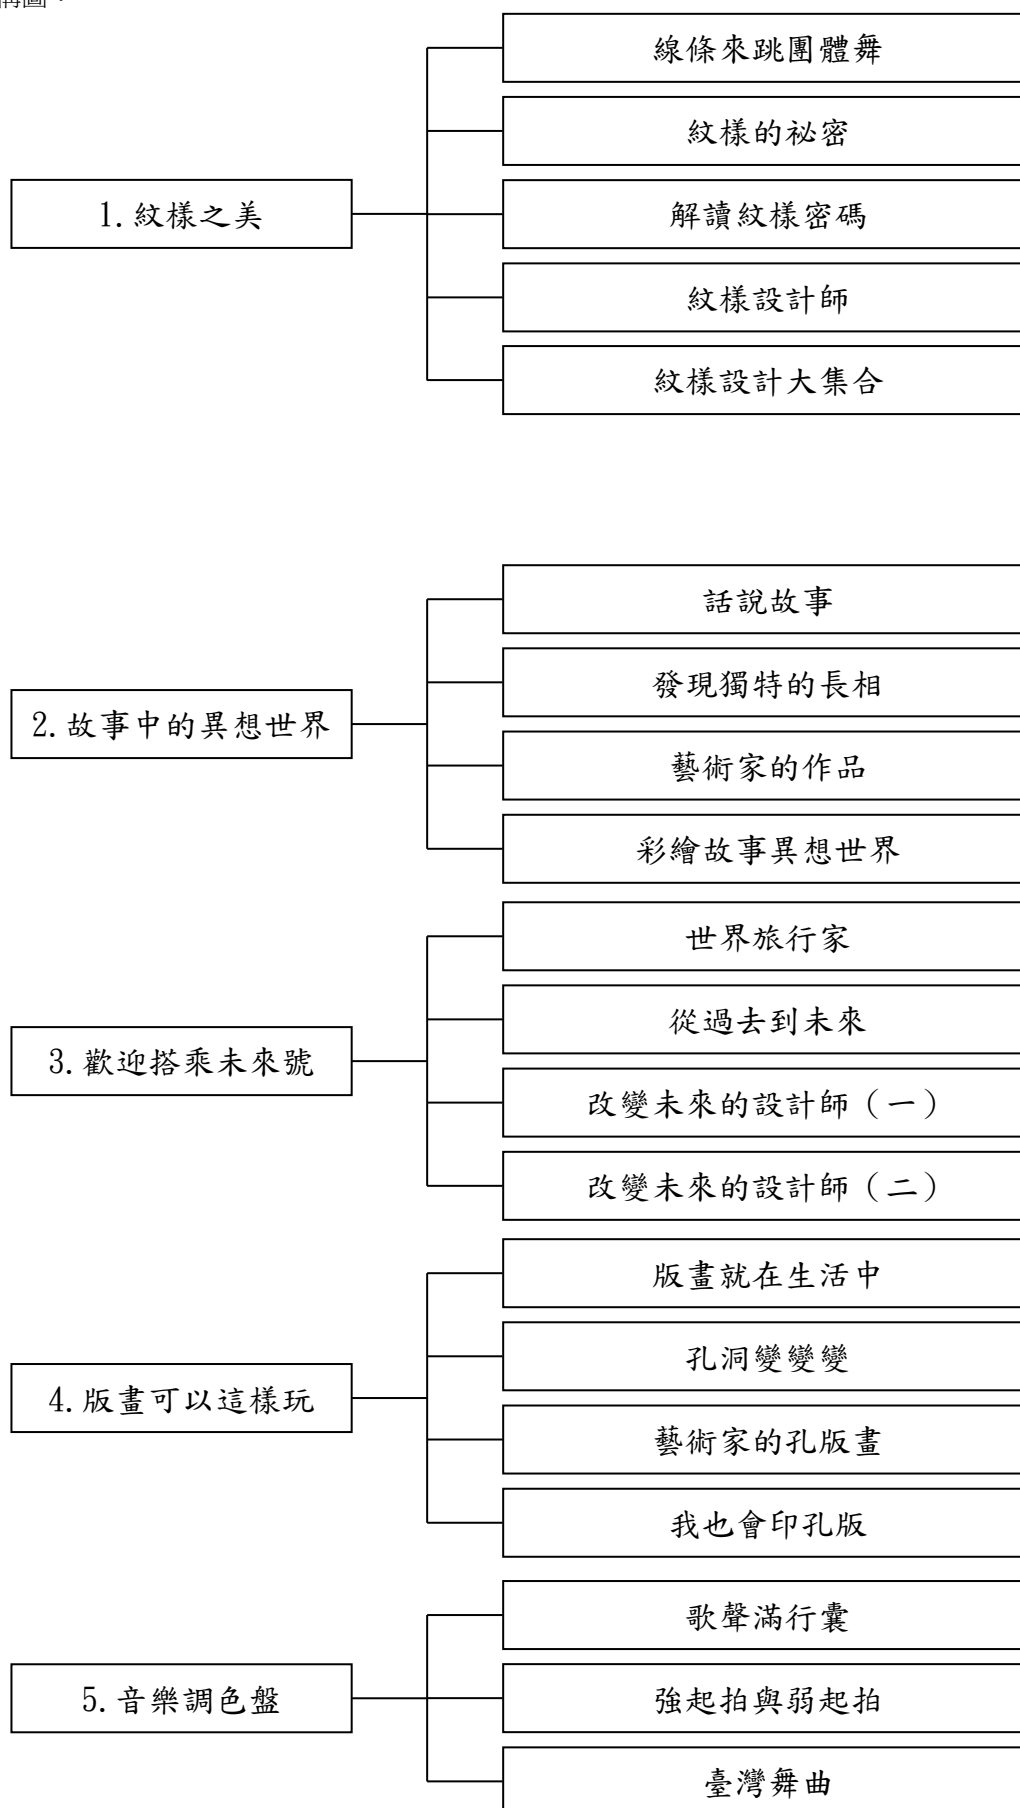 構圖：
1.紋樣之美
線條來跳團體舞
紋樣的祕密
解讀紋樣密碼
紋樣設計師
紋樣設計大集合
2.故事中的異想世界
話說故事
發現獨特的長相
藝術家的作品
彩繪故事異想世界
3.歡迎搭乘未來號
世界旅行家
從過去到未來
改變未來的設計師（一）
改變未來的設計師（二）
4.版畫可以這樣玩
版畫就在生活中
孔洞變變變
藝術家的孔版畫
我也會印孔版
5.音樂調色盤
歌聲滿行囊
強起拍與弱起拍
臺灣舞曲